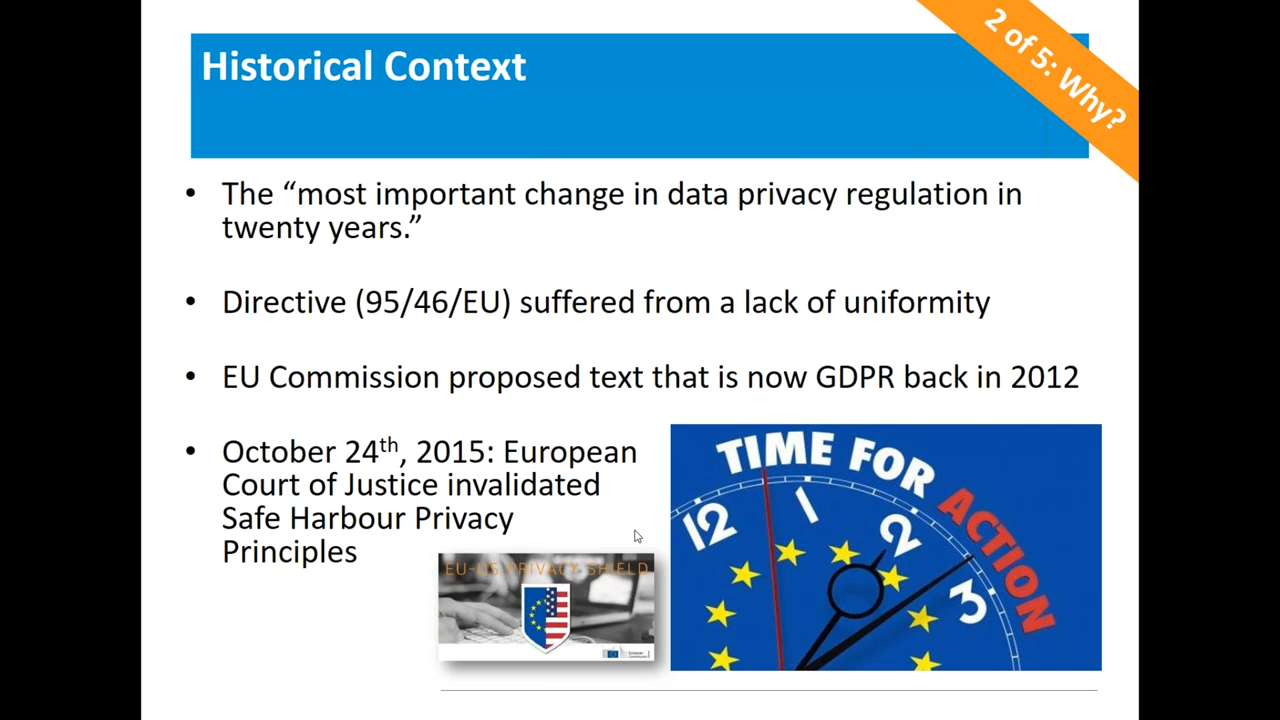 Historical Context
2 of 5: Why?
• The “most important change in data privacy regulation in
twenty years.”
• Directive (95/46/EU) suffered from a lack of uniformity
• EU Commission proposed text that is now GDPR back in 2012
• October 24th, 2015: European
Court of Justice invalidated
Safe Harbour Privacy
Principles
EU-US PRIVACY SHIELD
TIME FOR ACTION
12 1 2 3